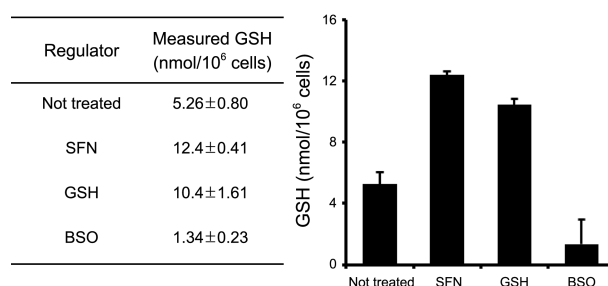 Regulator Measured GSH
(nmol/10⁶ cells)
Not treated 5.26±0.80
SFN 12.4±0.41
GSH 10.4±1.61
BSO 1.34±0.23
GSH (nmol/10⁶ cells)
16
12
8
4
0
Not treated SFN GSH BSO